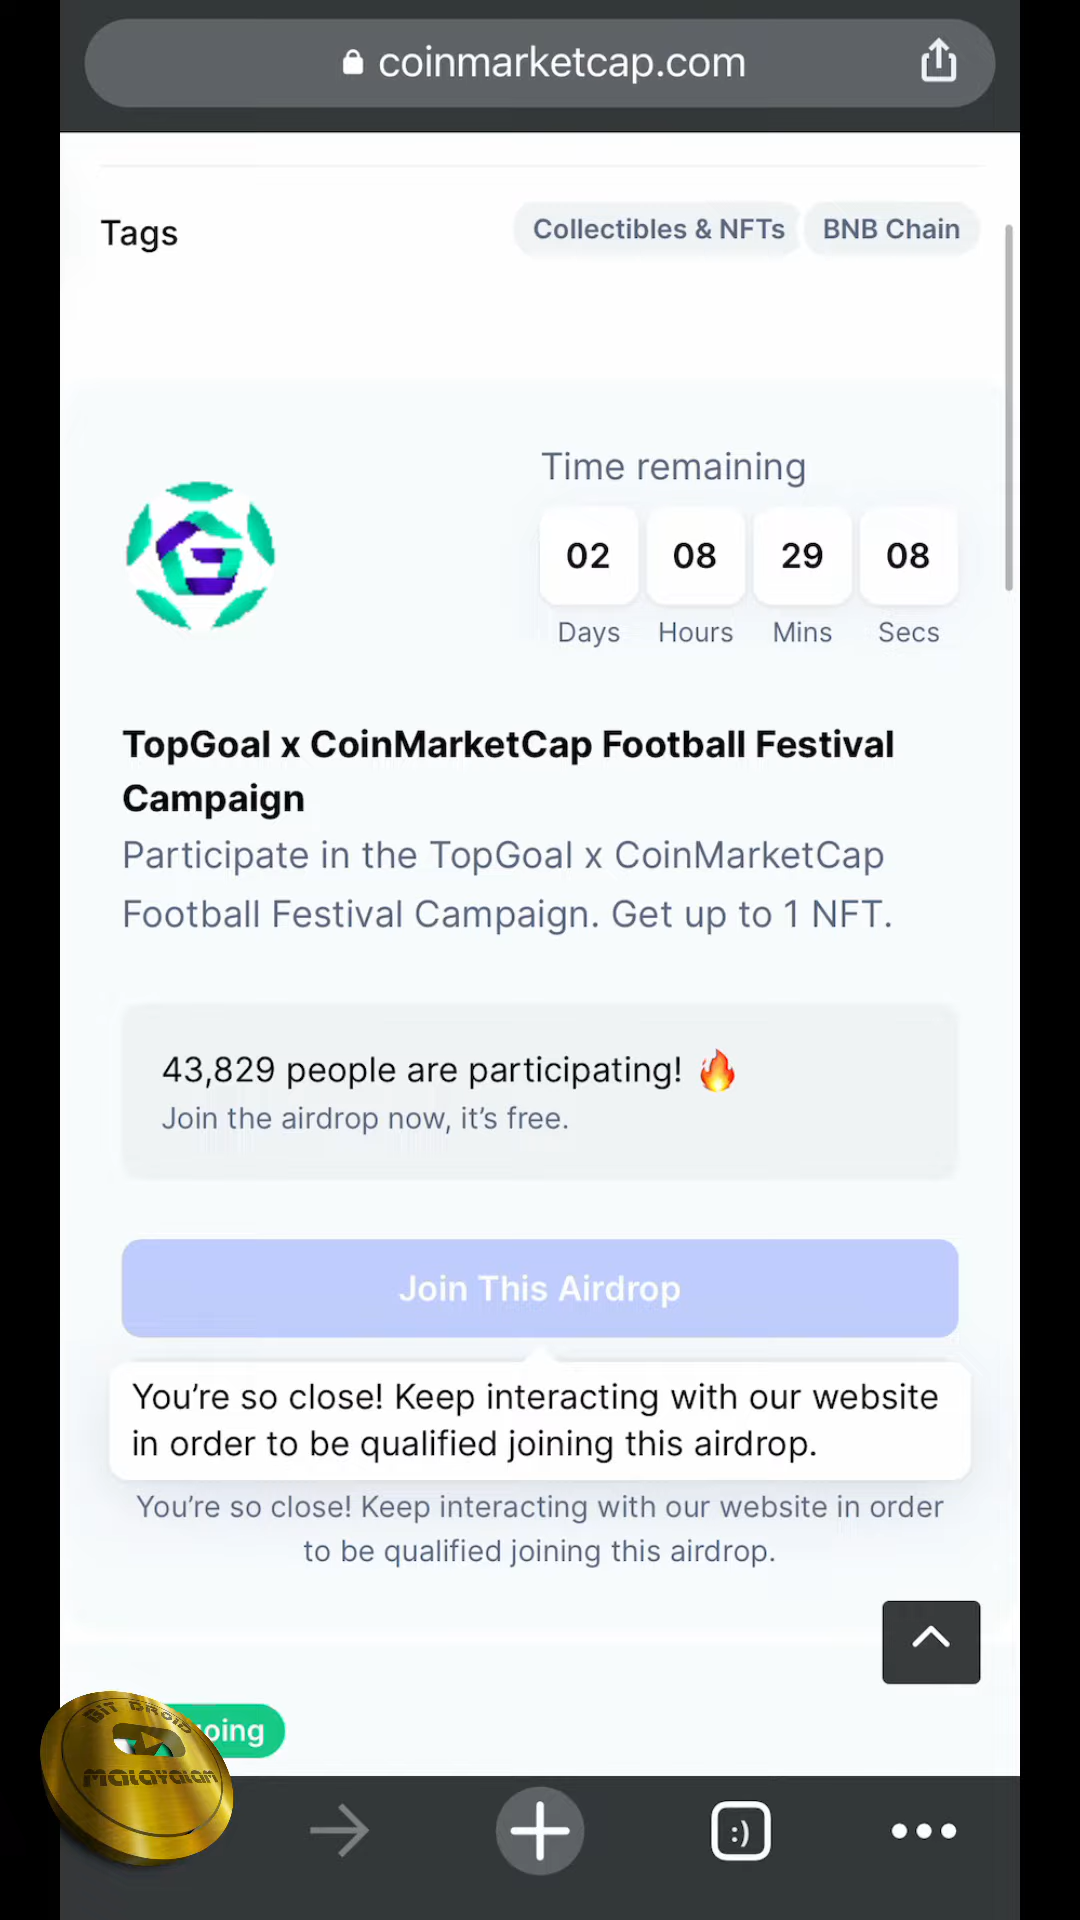 coinmarketcap.com
Tags
Collectibles & NFTs
BNB Chain
Time remaining
02 08 29 08
Days Hours Mins Secs
TopGoal x CoinMarketCap Football Festival
Campaign
Participate in the TopGoal x CoinMarketCap
Football Festival Campaign. Get up to 1 NFT.
43,829 people are participating! 🔥
Join the airdrop now, it’s free.
Join This Airdrop
You’re so close! Keep interacting with our website
in order to be qualified joining this airdrop.
You’re so close! Keep interacting with our website in order
to be qualified joining this airdrop.
oing
BIT DROID
MALAYALAM
:)